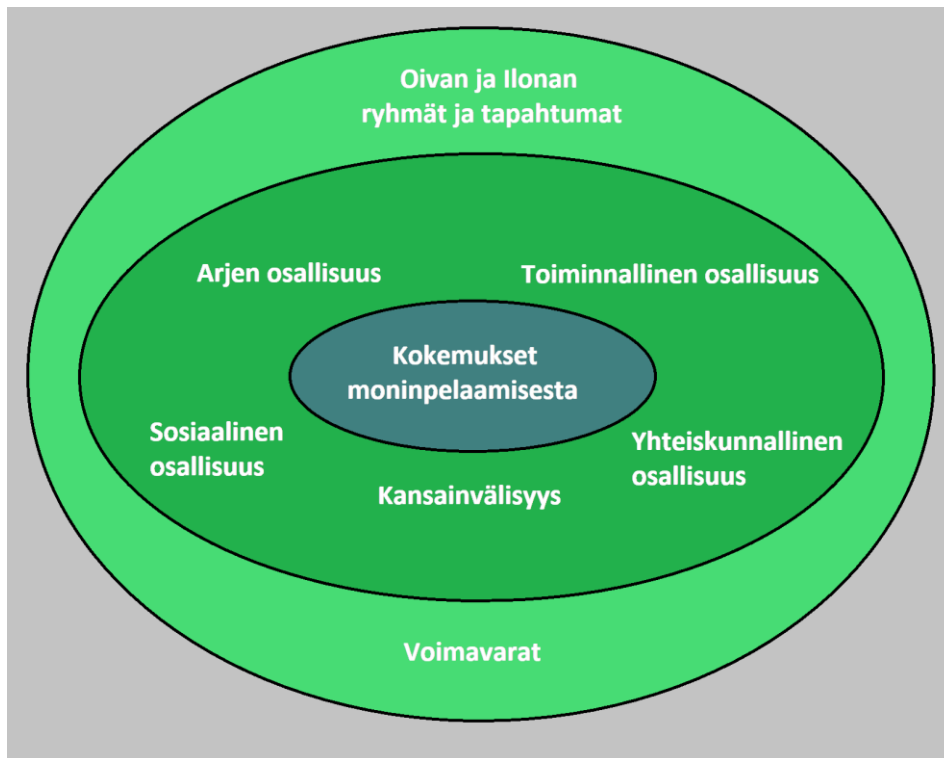 Oivan ja Ilonan
ryhmät ja tapahtumat
Arjen osallisuus
Toiminnallinen osallisuus
Kokemukset
moninpelaamisesta
Sosiaalinen
osallisuus
Yhteiskunnallinen
osallisuus
Kansainvälisyys
Voimavarat